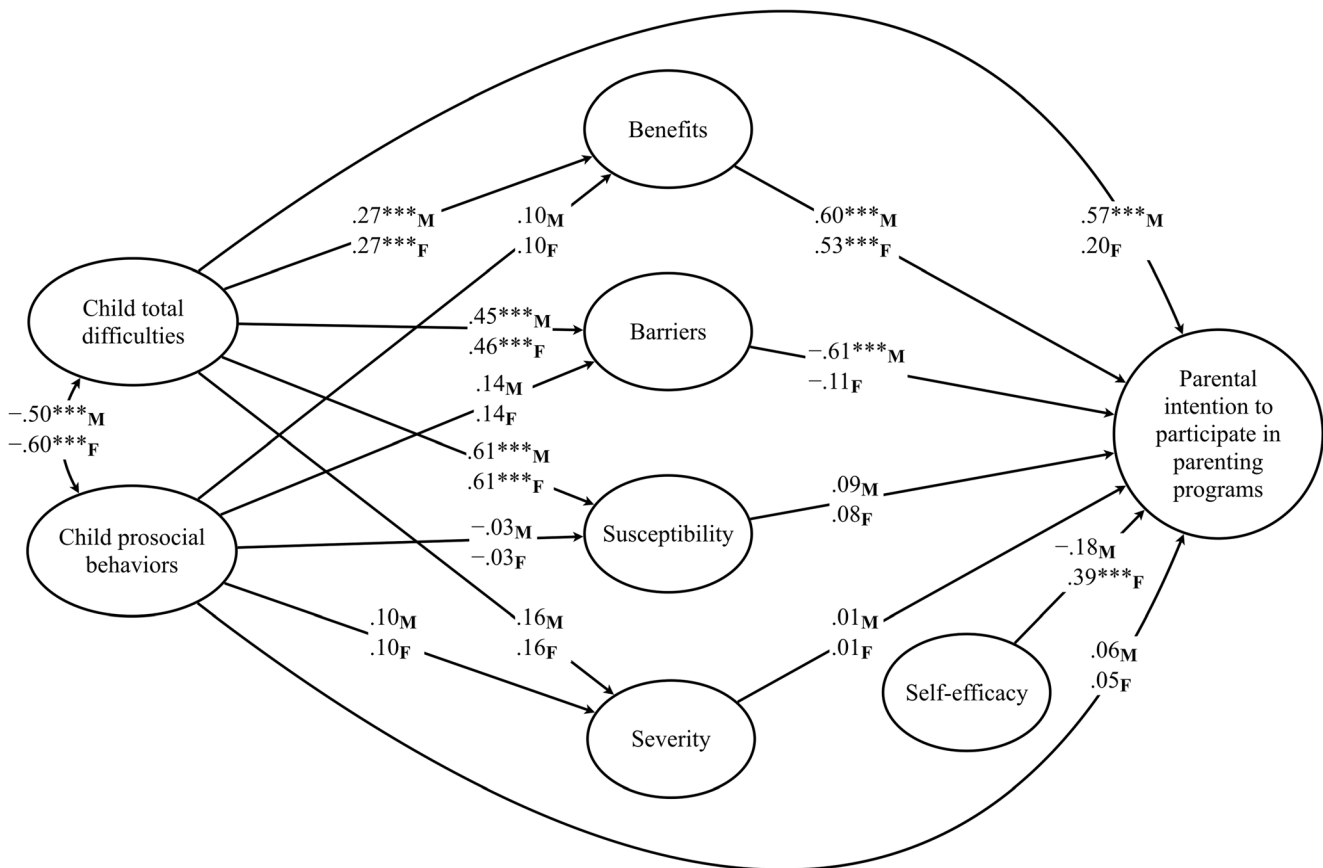 Benefits
.27***M
.27***F
.10M
.10F
.60***M
.53***F
.57***M
.20F
Child total
difficulties
.45***M
.46***F
Barriers
−.61***M
−.11F
Parental
intention to
participate in
parenting
programs
−.50***M
−.60***F
.14M
.14F
.61***M
.61***F
Child prosocial
behaviors
−.03M
−.03F
Susceptibility
.09M
.08F
−.18M
.39***F
.10M
.10F
.16M
.16F
Severity
.01M
.01F
Self-efficacy
.06M
.05F